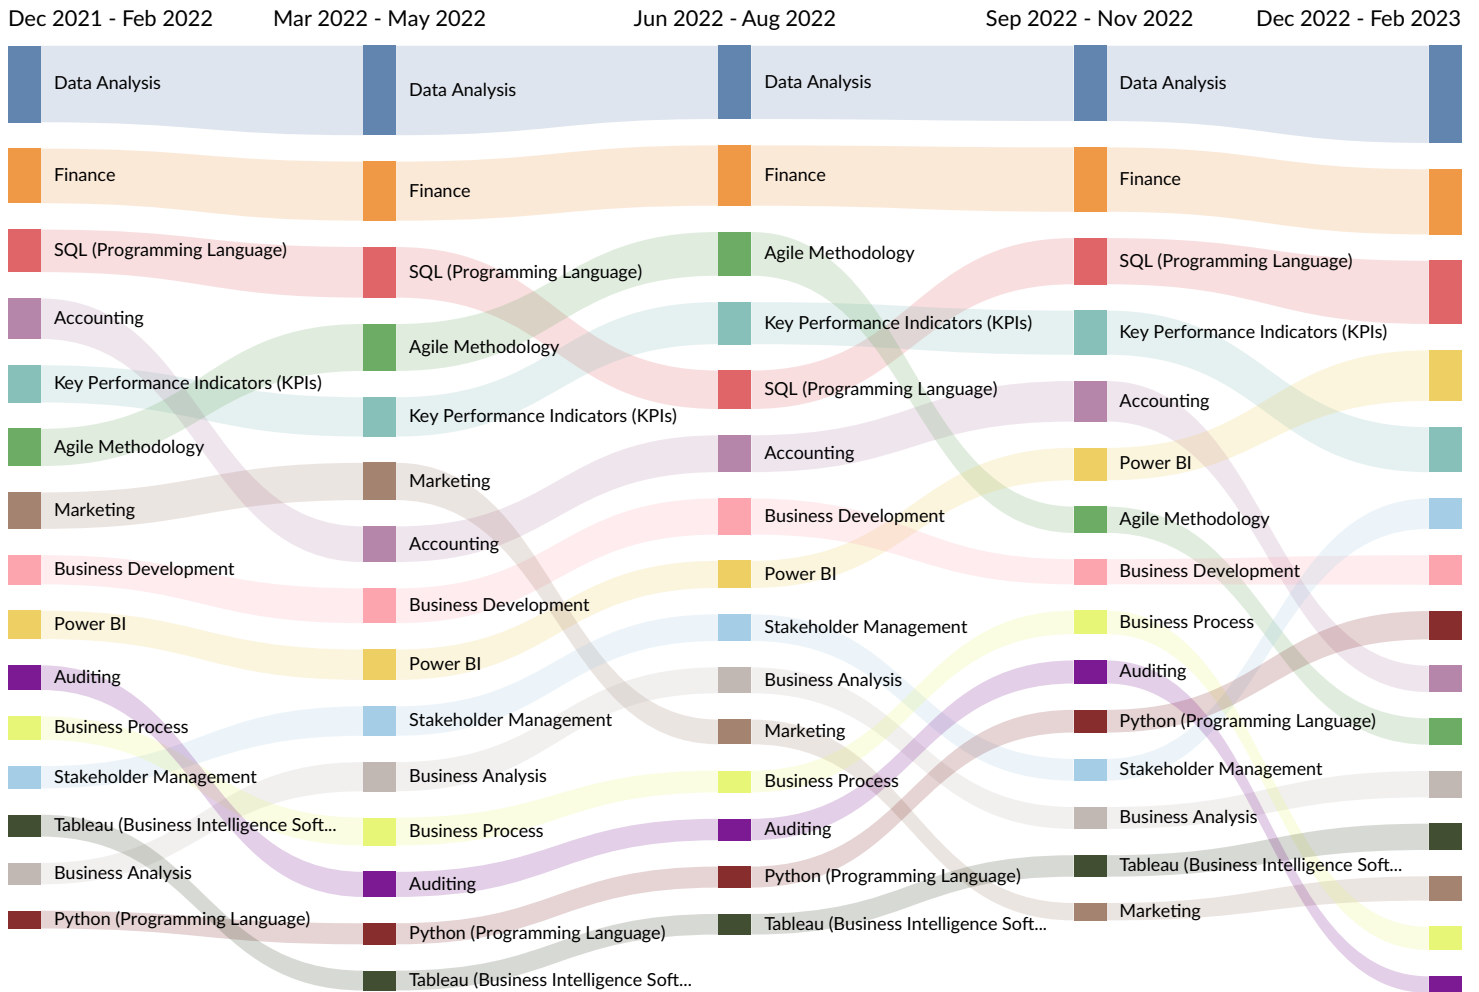 Dec 2021 - Feb 2022
Mar 2022 - May 2022
Jun 2022 - Aug 2022
Sep 2022 - Nov 2022
Dec 2022 - Feb 2023
Data Analysis
Finance
SQL (Programming Language)
Accounting
Key Performance Indicators (KPIs)
Agile Methodology
Marketing
Business Development
Power BI
Auditing
Business Process
Stakeholder Management
Tableau (Business Intelligence Soft...
Business Analysis
Python (Programming Language)
Data Analysis
Finance
SQL (Programming Language)
Agile Methodology
Key Performance Indicators (KPIs)
Marketing
Accounting
Business Development
Power BI
Stakeholder Management
Business Analysis
Business Process
Auditing
Python (Programming Language)
Tableau (Business Intelligence Soft...
Data Analysis
Finance
Agile Methodology
Key Performance Indicators (KPIs)
SQL (Programming Language)
Accounting
Business Development
Power BI
Stakeholder Management
Business Analysis
Marketing
Business Process
Auditing
Python (Programming Language)
Tableau (Business Intelligence Soft...
Data Analysis
Finance
SQL (Programming Language)
Key Performance Indicators (KPIs)
Accounting
Power BI
Agile Methodology
Business Development
Business Process
Auditing
Python (Programming Language)
Stakeholder Management
Business Analysis
Tableau (Business Intelligence Soft...
Marketing